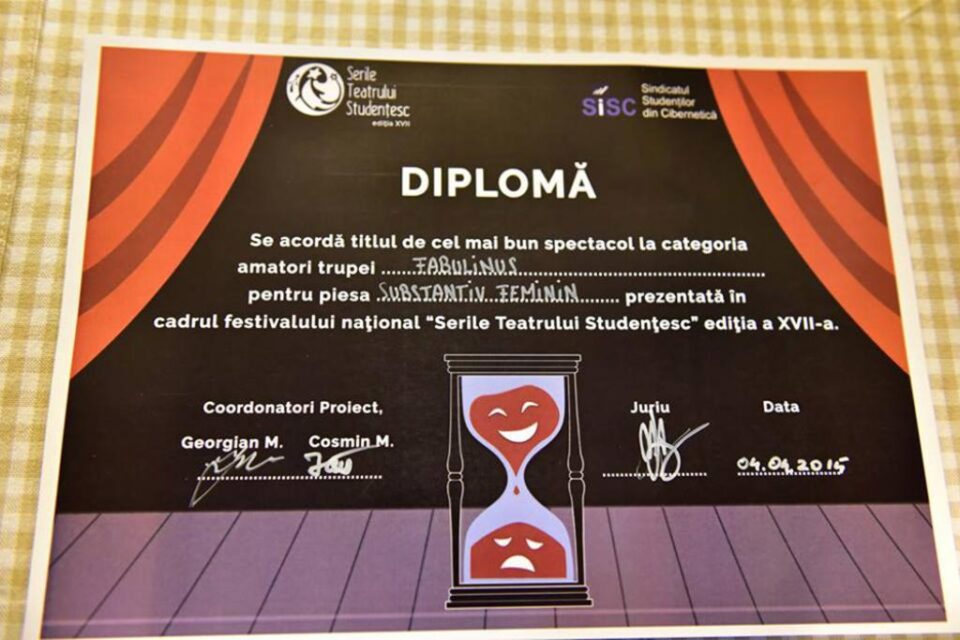 Serile
Teatrului
Studențesc
ediția XVII
SiSC
Sindicatul
Studenților
din Cibernetică
DIPLOMĂ
Se acordă titlul de cel mai bun spectacol la categoria
amatori trupei ......FABULINUS......
pentru piesa .SUBSTANTIV FEMININ........ prezentată în
cadrul festivalului național “Serile Teatrului Studențesc” ediția a XVII-a.
Coordonatori Proiect,
Juriu
Data
Georgian M. Cosmin M.
04.04.2015